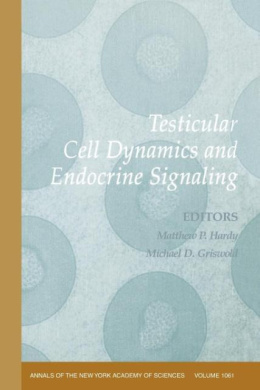 Testicular
Cell Dynamics and
Endocrine Signaling
EDITORS
Matthew P. Hardy
Michael D. Griswold
ANNALS OF THE NEW YORK ACADEMY OF SCIENCES VOLUME 1061